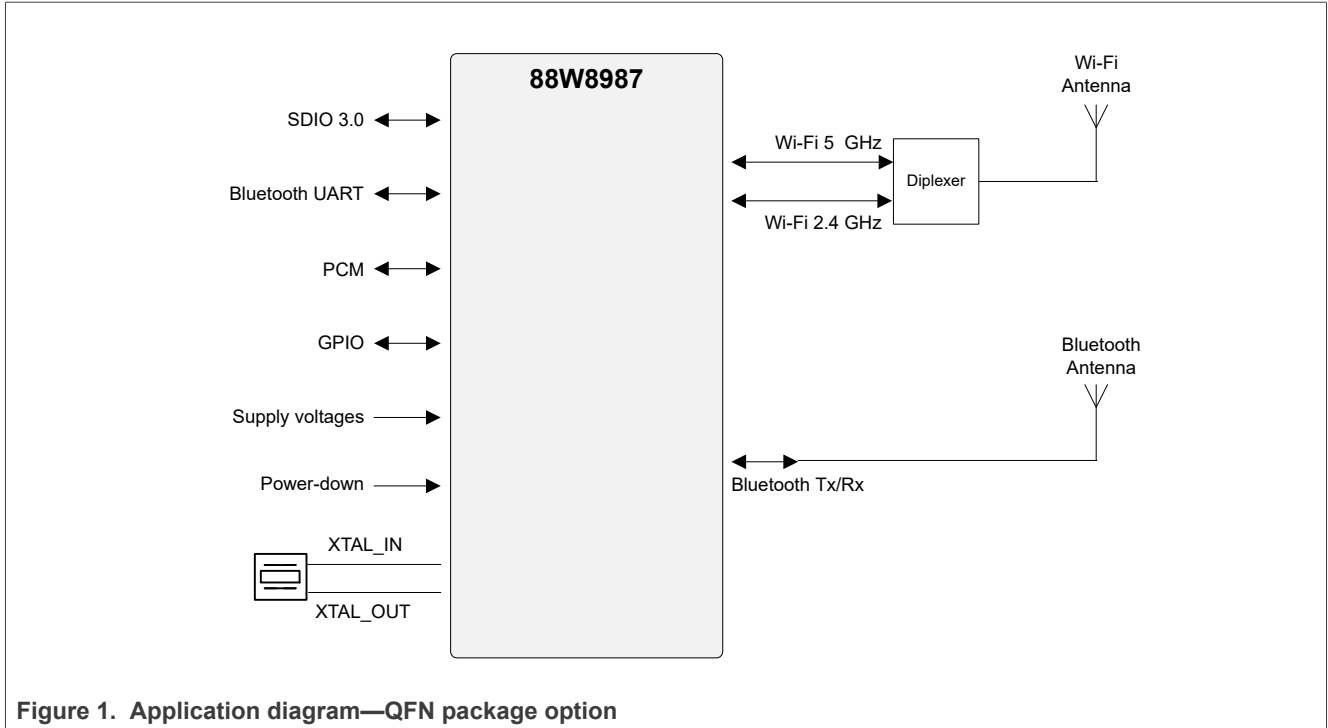 88W8987
SDIO 3.0
Bluetooth UART
PCM
GPIO
Supply voltages
Power-down
XTAL_IN
XTAL_OUT
Wi-Fi 5 GHz
Wi-Fi 2.4 GHz
Diplexer
Wi-Fi
Antenna
Bluetooth
Antenna
Bluetooth Tx/Rx
Figure 1. Application diagram—QFN package option